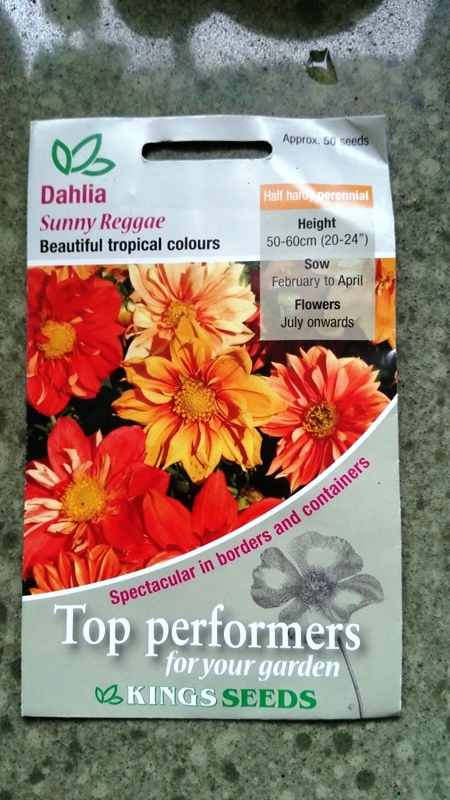 Approx. 50 seeds
Dahlia
Sunny Reggae
Beautiful tropical colours
Half hardy perennial
Height
50-60cm (20-24")
Sow
February to April
Flowers
July onwards
Spectacular in borders and containers
Top performers
for your garden
KINGS SEEDS